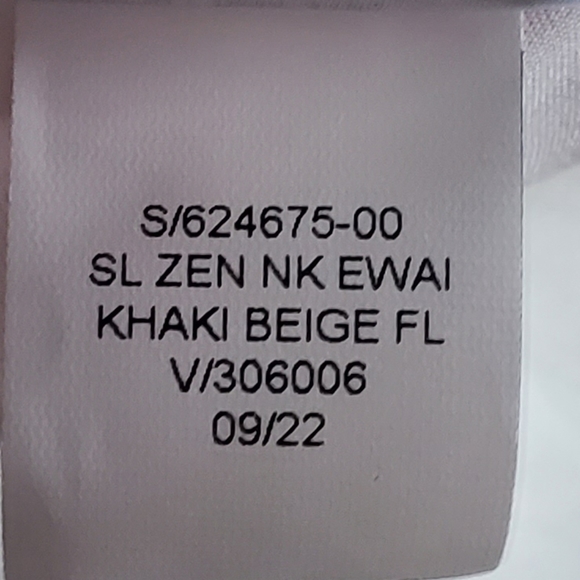 S/624675-00
SL ZEN NK EWAI
KHAKI BEIGE FL
V/306006
09/22